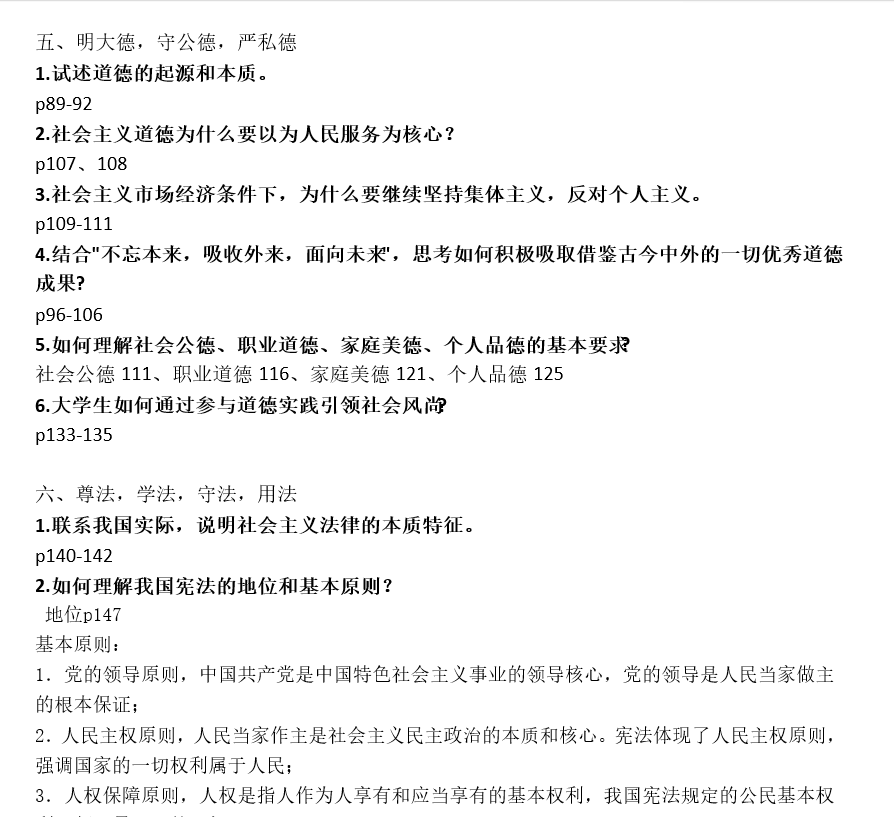 五、明大德，守公德，严私德
1.试述道德的起源和本质。
p89-92
2.社会主义道德为什么要以为人民服务为核心？
p107、108
3.社会主义市场经济条件下，为什么要继续坚持集体主义，反对个人主义。
p109-111
4.结合"不忘本来，吸收外来，面向未来"，思考如何积极吸取借鉴古今中外的一切优秀道德
成果?
p96-106
5.如何理解社会公德、职业道德、家庭美德、个人品德的基本要求?
社会公德 111、职业道德 116、家庭美德 121、个人品德 125
6.大学生如何通过参与道德实践引领社会风尚?
p133-135
六、尊法，学法，守法，用法
1.联系我国实际，说明社会主义法律的本质特征。
p140-142
2.如何理解我国宪法的地位和基本原则？
地位p147
基本原则：
1．党的领导原则，中国共产党是中国特色社会主义事业的领导核心，党的领导是人民当家做主
的根本保证；
2．人民主权原则，人民当家作主是社会主义民主政治的本质和核心。宪法体现了人民主权原则，
强调国家的一切权利属于人民；
3．人权保障原则，人权是指人作为人享有和应当享有的基本权利，我国宪法规定的公民基本权